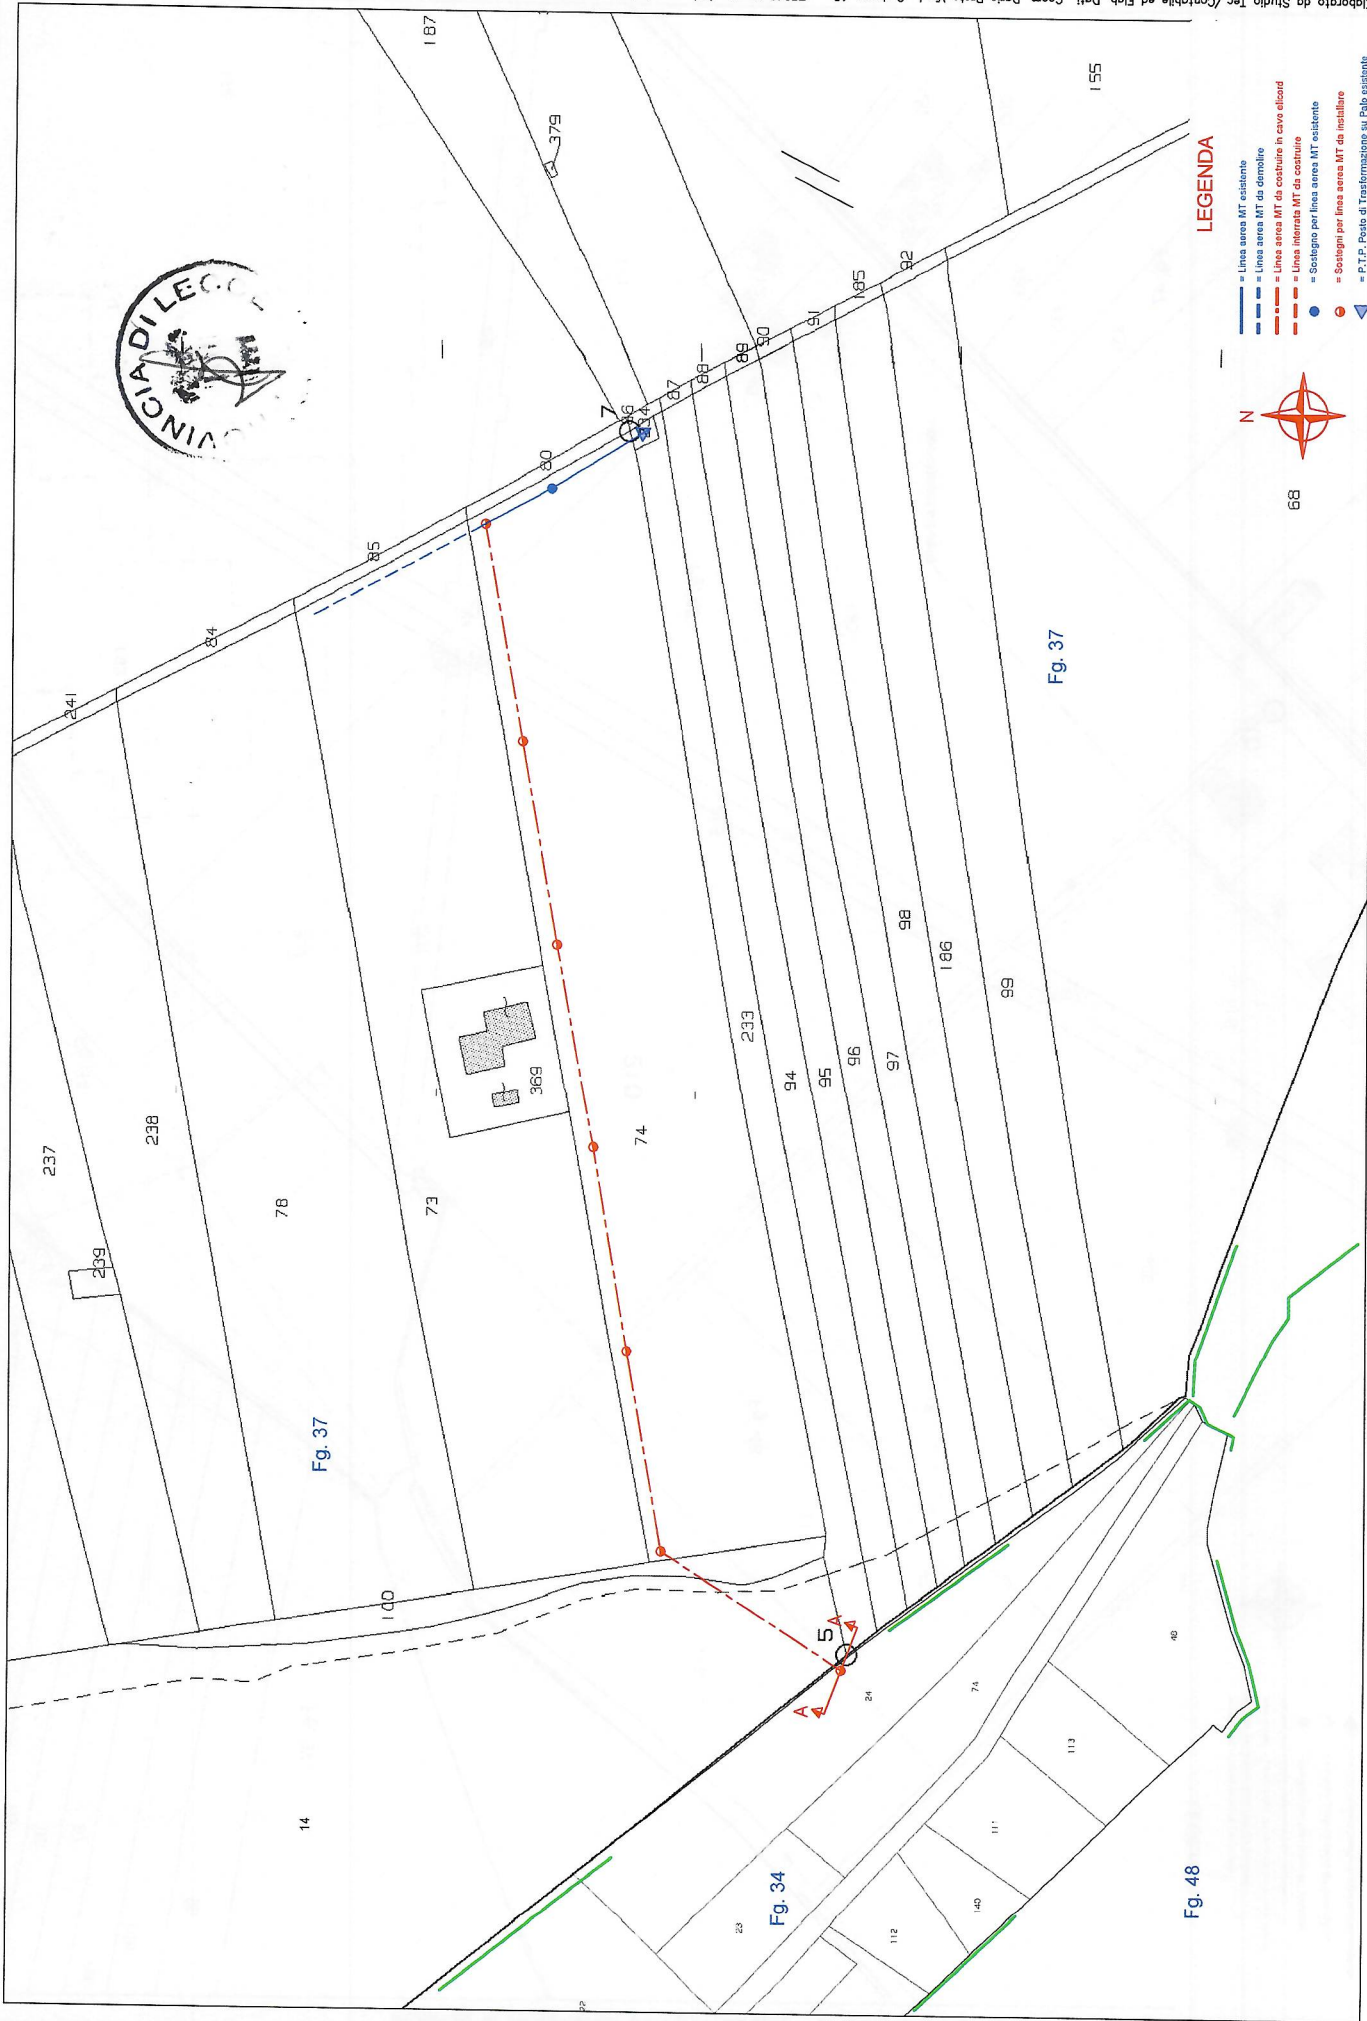 PROVINCIA DI LECCE
187
379
155
241
84
85
80
7
87
88
89
90
91
185
92
237
239
238
78
73
369
74
233
94
95
96
97
98
186
99
Fg. 37
Fg. 37
68
100
14
5
A
A
24
74
48
113
111
140
112
23
22
Fg. 34
Fg. 48
N
LEGENDA
= Linea aerea MT esistente
= Linea aerea MT da demolire
= Linea aerea MT da costruire in cavo elicord
= Linea interrata MT da costruire
= Sostegno per linea aerea MT esistente
= Sostegni per linea aerea MT da installare
= P.T.P. Posto di Trasformazione su Palo esistente